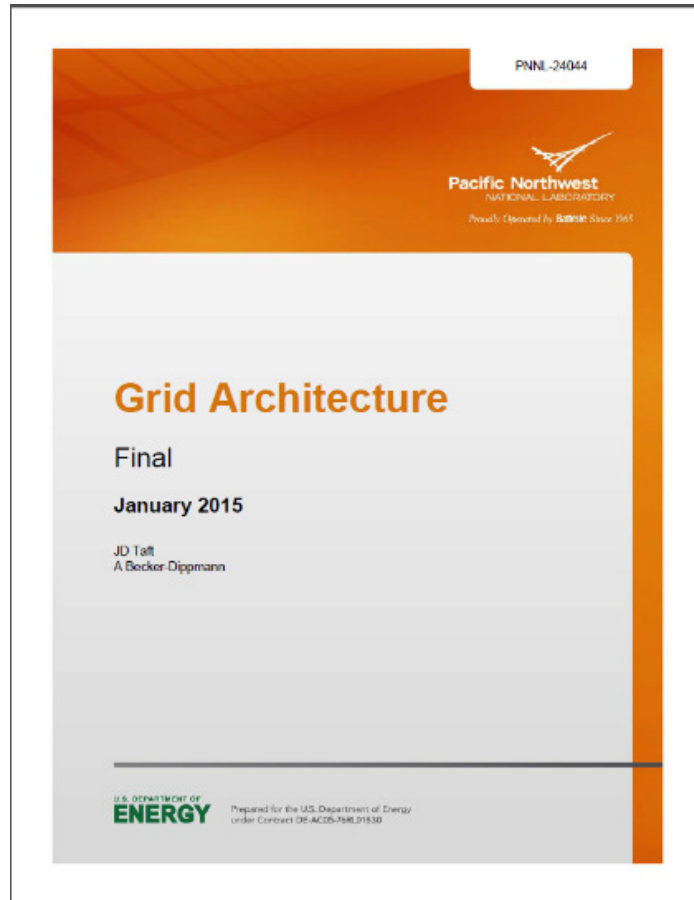 PNNL-24044
Pacific Northwest
NATIONAL LABORATORY
Proudly Operated by Battelle Since 1965
Grid Architecture
Final
January 2015
JD Taft
A Becker-Dippmann
U.S. DEPARTMENT OF
ENERGY
Prepared for the U.S. Department of Energy
under Contract DE-AC05-76RL01830